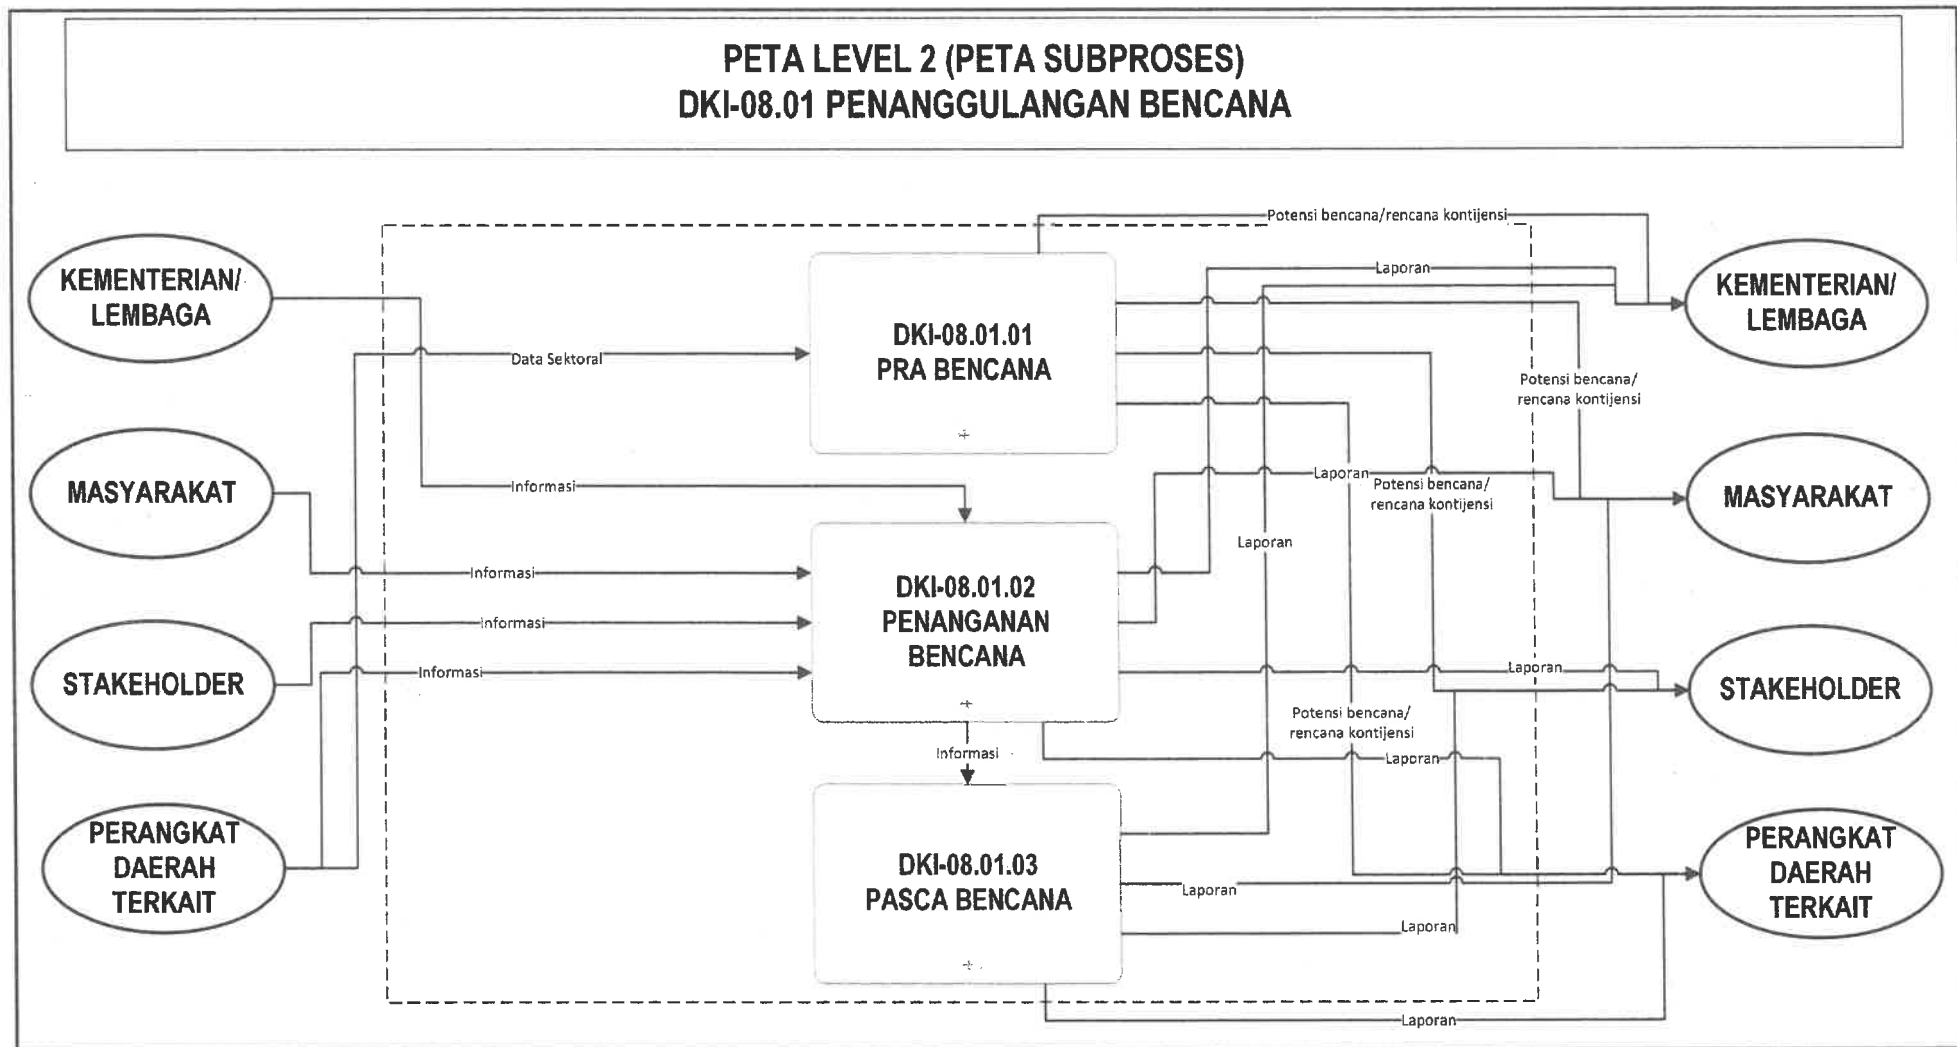 PETA LEVEL 2 (PETA SUBPROSES)
DKI-08.01 PENANGGULANGAN BENCANA
KEMENTERIAN/
LEMBAGA
MASYARAKAT
STAKEHOLDER
PERANGKAT
DAERAH
TERKAIT
Data Sektoral
Informasi
Informasi
Informasi
Informasi
DKI-08.01.01
PRA BENCANA
DKI-08.01.02
PENANGANAN
BENCANA
Informasi
DKI-08.01.03
PASCA BENCANA
Potensi bencana/rencana kontijensi
Laporan
Potensi bencana/
rencana kontijensi
Laporan
Potensi bencana/
rencana kontijensi
Laporan
Laporan
Potensi bencana/
rencana kontijensi
Laporan
Laporan
Laporan
Laporan
KEMENTERIAN/
LEMBAGA
MASYARAKAT
STAKEHOLDER
PERANGKAT
DAERAH
TERKAIT